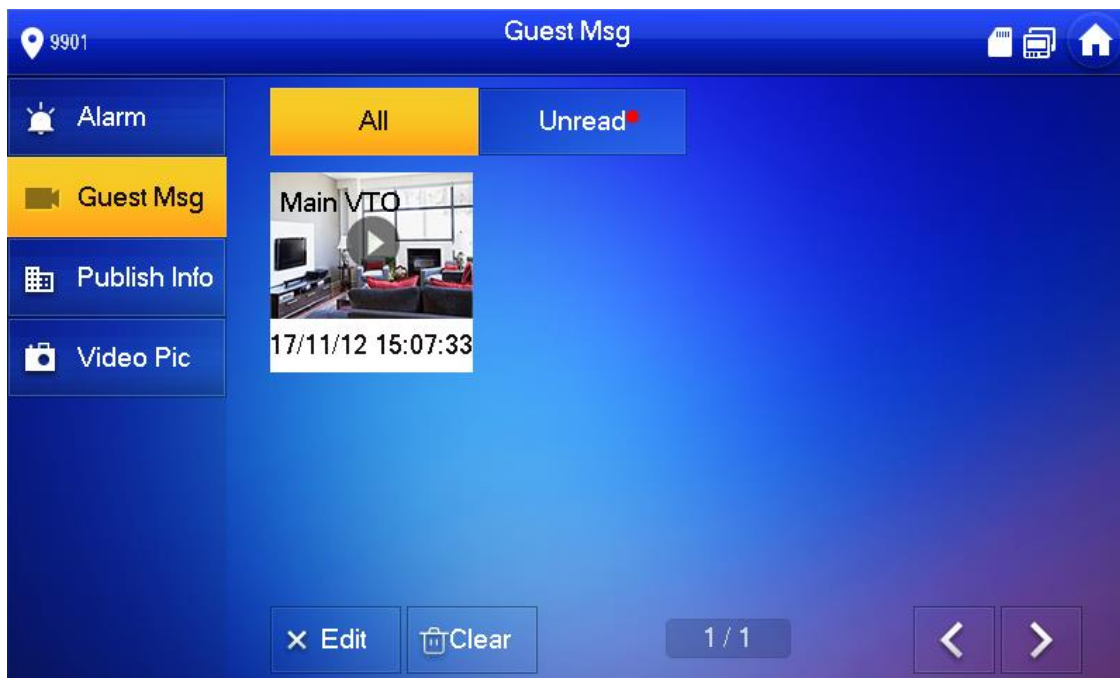 9901
Guest Msg
Alarm
Guest Msg
Publish Info
Video Pic
All
Unread
Main VTO
17/11/12 15:07:33
Edit
Clear
1 / 1